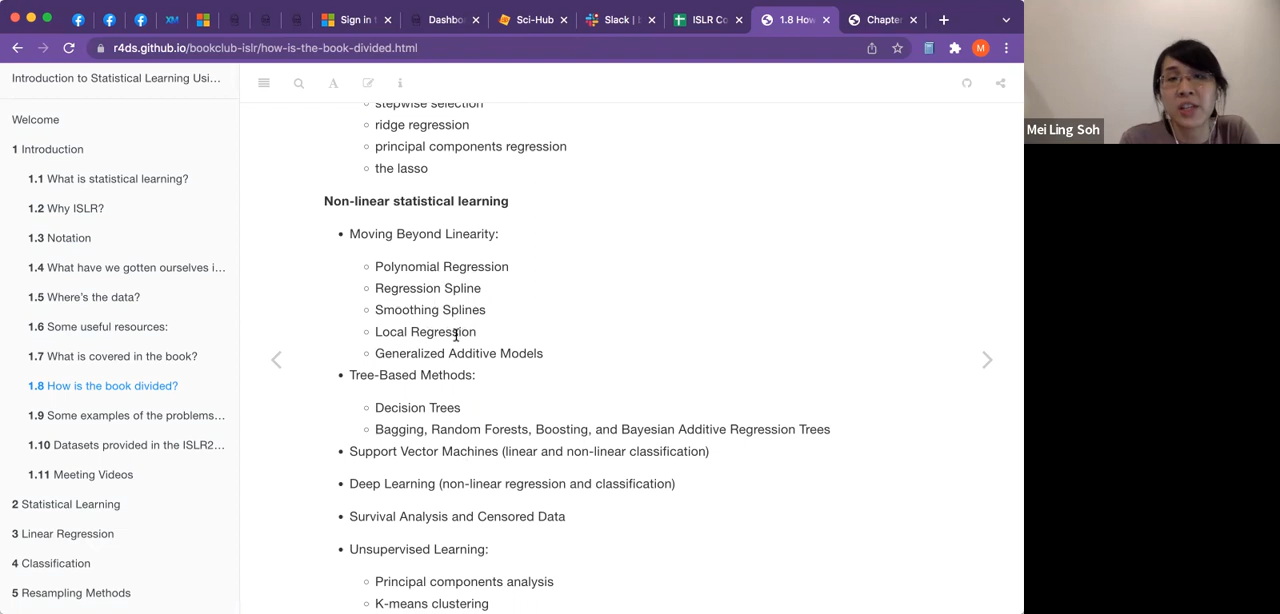 Sign in
Dashbo
Sci-Hub
Slack |
ISLR Co
1.8 How
Chapter
r4ds.github.io/bookclub-islr/how-is-the-book-divided.html
M
Introduction to Statistical Learning Usi...
Welcome
1 Introduction
1.1 What is statistical learning?
1.2 Why ISLR?
1.3 Notation
1.4 What have we gotten ourselves i...
1.5 Where's the data?
1.6 Some useful resources:
1.7 What is covered in the book?
1.8 How is the book divided?
1.9 Some examples of the problems...
1.10 Datasets provided in the ISLR2...
1.11 Meeting Videos
2 Statistical Learning
3 Linear Regression
4 Classification
5 Resampling Methods
stepwise selection
ridge regression
principal components regression
the lasso
Non-linear statistical learning
Moving Beyond Linearity:
Polynomial Regression
Regression Spline
Smoothing Splines
Local Regression
Generalized Additive Models
Tree-Based Methods:
Decision Trees
Bagging, Random Forests, Boosting, and Bayesian Additive Regression Trees
Support Vector Machines (linear and non-linear classification)
Deep Learning (non-linear regression and classification)
Survival Analysis and Censored Data
Unsupervised Learning:
Principal components analysis
K-means clustering
Mei Ling Soh